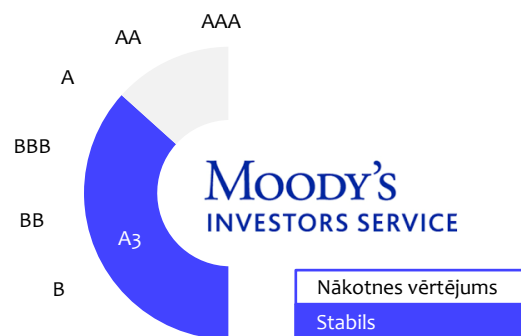 AAA
AA
A
BBB
BB
B
A3
MOODY'S
INVESTORS SERVICE
Nākotnes vērtējums
Stabils